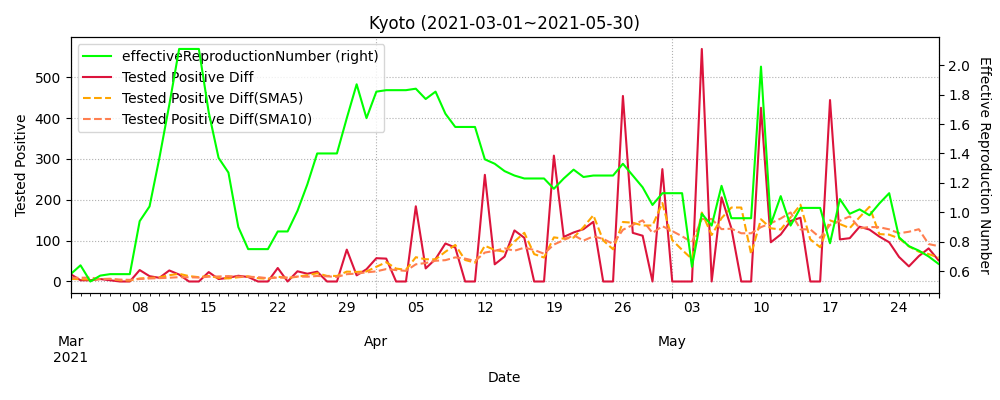 Kyoto (2021-03-01~2021-05-30)
effectiveReproductionNumber (right)
Tested Positive Diff
Tested Positive Diff(SMA5)
Tested Positive Diff(SMA10)
Tested Positive
500
400
300
200
100
0
Effective Reproduction Number
2.0
1.8
1.6
1.4
1.2
1.0
0.8
0.6
08 15 22 29 05 12 19 26 03 10 17 24
Mar Apr May
2021
Date